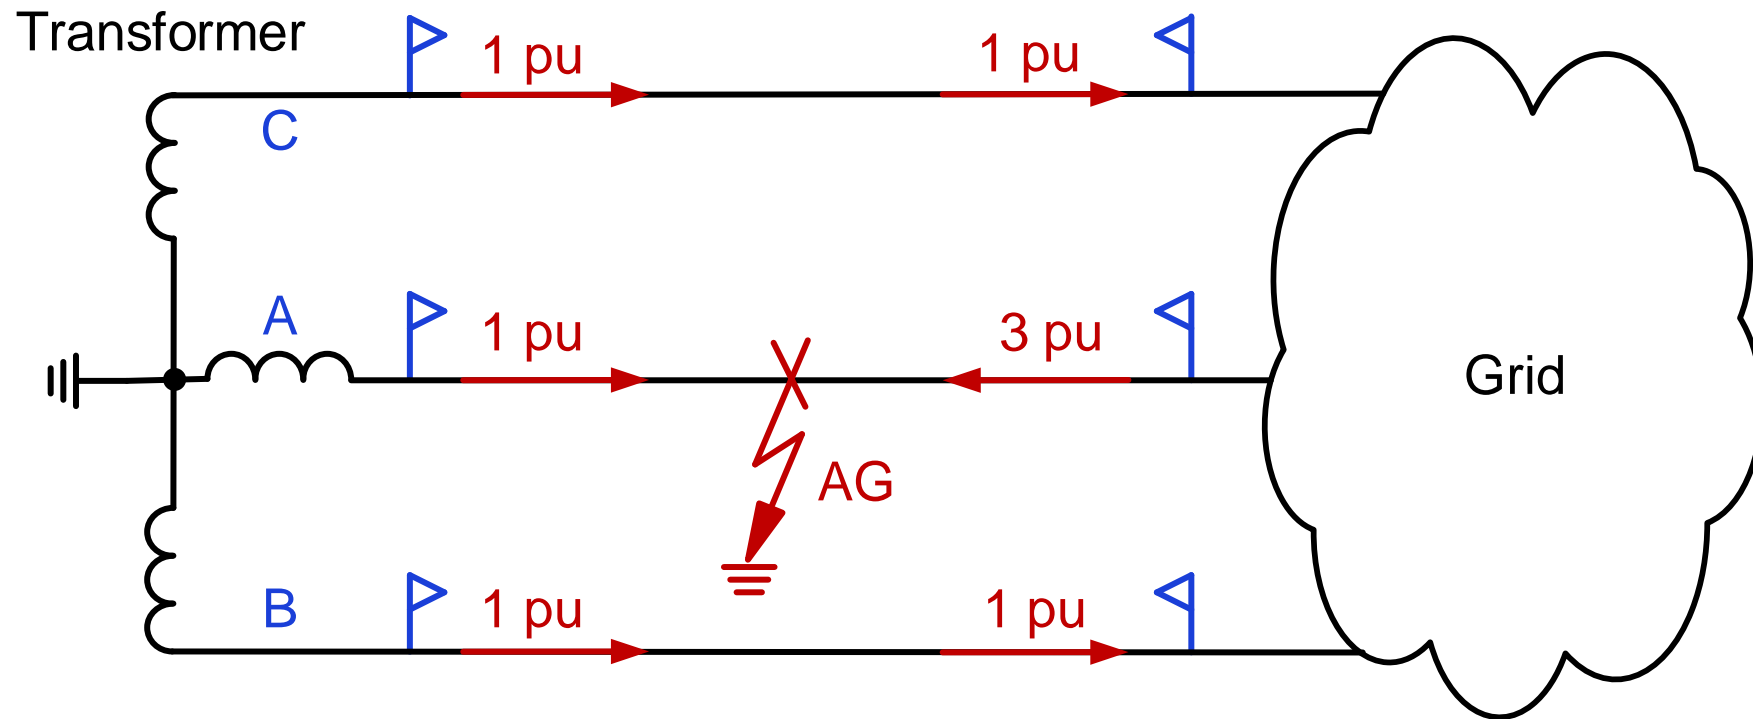 Transformer
1 pu
1 pu
C
A
1 pu
3 pu
Grid
AG
B
1 pu
1 pu